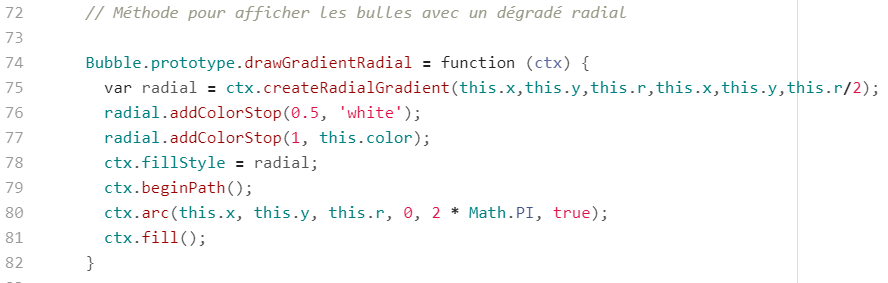 72 // Méthode pour afficher les bulles avec un dégradé radial
73
74 Bubble.prototype.drawGradientRadial = function (ctx) {
75 var radial = ctx.createRadialGradient(this.x,this.y,this.r,this.x,this.y,this.r/2);
76 radial.addColorStop(0.5, 'white');
77 radial.addColorStop(1, this.color);
78 ctx.fillStyle = radial;
79 ctx.beginPath();
80 ctx.arc(this.x, this.y, this.r, 0, 2 * Math.PI, true);
81 ctx.fill();
82 }